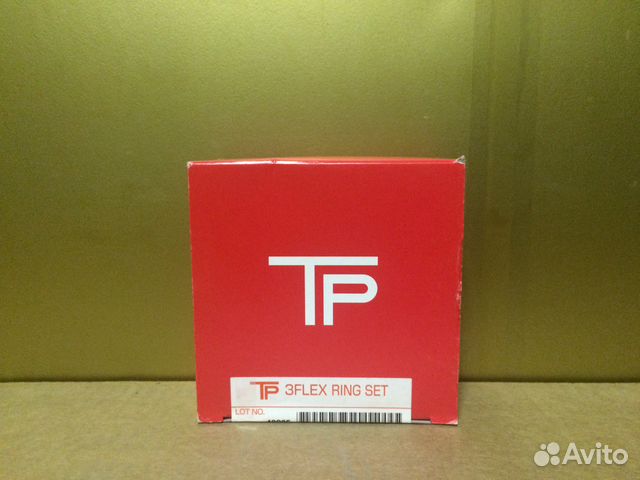 TP
TP 3FLEX RING SET
LOT NO.
Avito